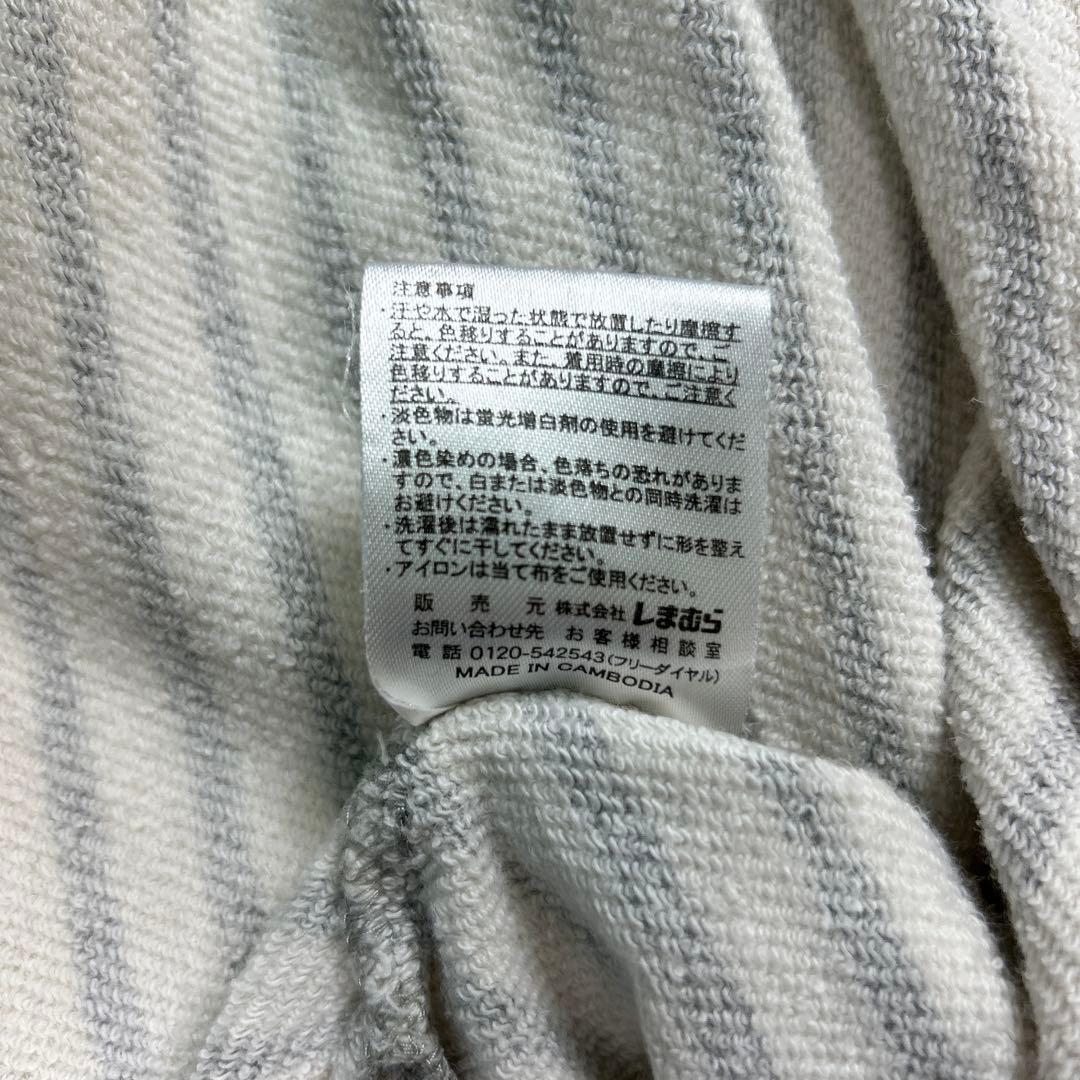 注意事項
・汗や水で湿った状態で放置したり摩擦す
ると、色移りすることがありますので、ご
注意ください。また、着用時の摩擦により
色移りすることがありますので、ご注意く
ださい。
・淡色物は蛍光増白剤の使用を避けてくだ
さい。
・濃色染めの場合、色落ちの恐れがありま
すので、白または淡色物との同時洗濯は
お避けください。
・洗濯後は濡れたまま放置せずに形を整え
てすぐに干してください。
・アイロンは当て布をご使用ください。
販売元 株式会社 しまむら
お問い合わせ先 お客様相談室
電話 0120-542543(フリーダイヤル)
MADE IN CAMBODIA